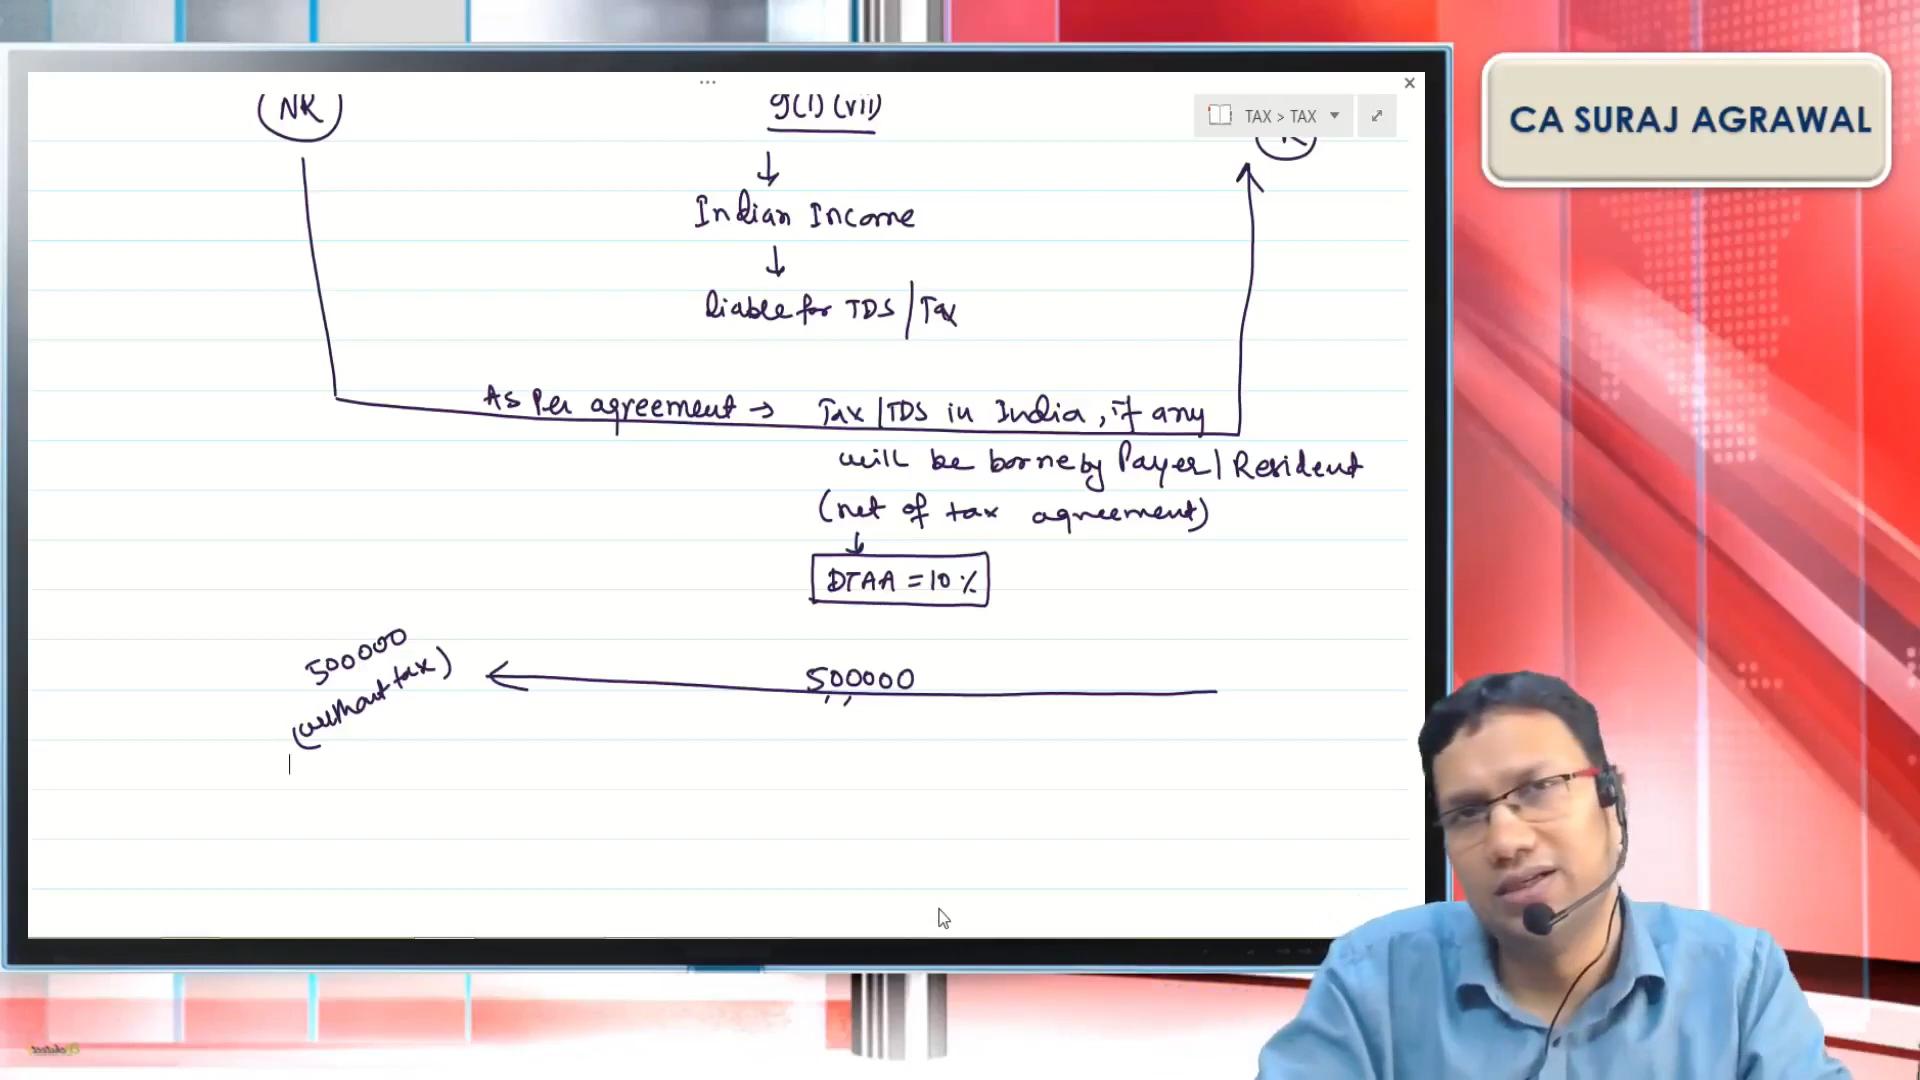 NR
9(1)(vii)
TAX > TAX
CA SURAJ AGRAWAL
Indian Income
liable for TDS | Tax
As Per agreement → Tax | TDS in India, if any
will be borne by Payer | Resident
(net of tax agreement)
DTAA = 10 %
500000
(without tax)
500000